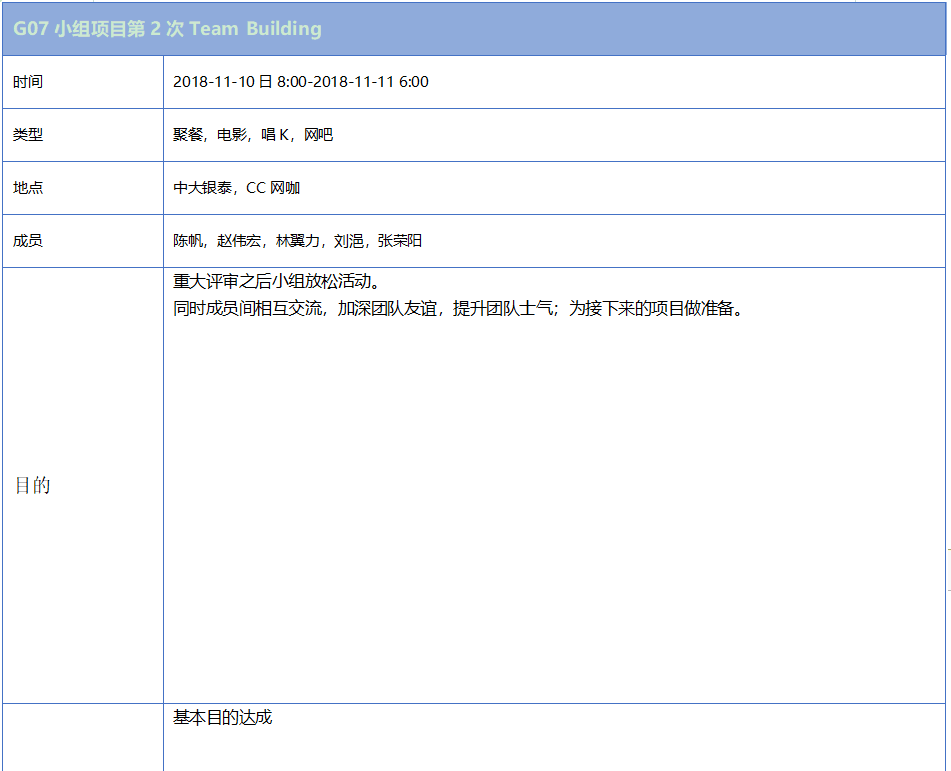 G07 小组项目第 2 次 Team Building
时间
2018-11-10 日 8:00-2018-11-11 6:00
类型
聚餐，电影，唱 K，网吧
地点
中大银泰，CC 网咖
成员
陈帆，赵伟宏，林翼力，刘浥，张荣阳
重大评审之后小组放松活动。
同时成员间相互交流，加深团队友谊，提升团队士气；为接下来的项目做准备。
目的
基本目的达成